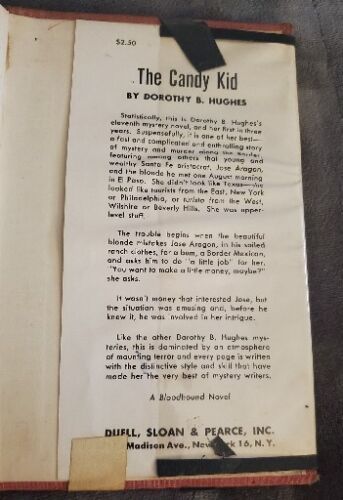 $2.50
The Candy Kid
BY DOROTHY B. HUGHES
Statistically, this is Dorothy B. Hughes's
eleventh mystery novel, and her first in three
years. Suspensefully, it is one of her best—
a fast and complicated and enthralling story
of mystery and murder along the border,
featuring among others that young and
wealthy Santa Fe aristocrat, Jose Aragon,
and the blonde he met one August morning
in El Paso. She didn't look like Texas—she
looked like tourists from the East, New York
or Philadelphia, or turista from the West,
Wilshire or Beverly Hills. She was upper-
level stuff.
The trouble begins when the beautiful
blonde mistakes Jose Aragon, in his soiled
ranch clothes, for a bum, a Border Mexican,
and asks him to do "a little job" for her.
"You want to make a little money, maybe?"
she asks.
It wasn't money that interested Jose, but
the situation was amusing and, before he
knew it, he was involved in her intrigue.
Like the other Dorothy B. Hughes mys-
teries, this is dominated by an atmosphere
of mounting terror and every page is written
with the distinctive style and skill that have
made her the very best of mystery writers.
A Bloodhound Novel
DUELL, SLOAN & PEARCE, INC.
Madison Ave., New York 16, N. Y.